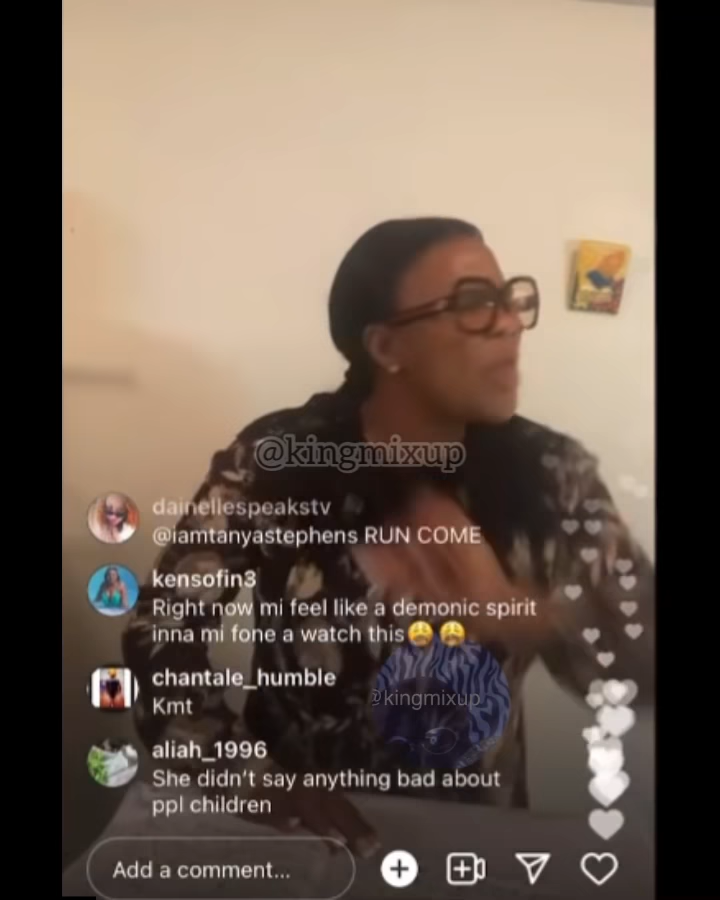 @kingmixup
dainellespeakstv
@iamtanyastephens RUN COME
kensofin3
Right now mi feel like a demonic spirit
inna mi fone a watch this😩😩
@kingmixup
chantale_humble
Kmt
aliah_1996
She didn't say anything bad about
ppl children
Add a comment...